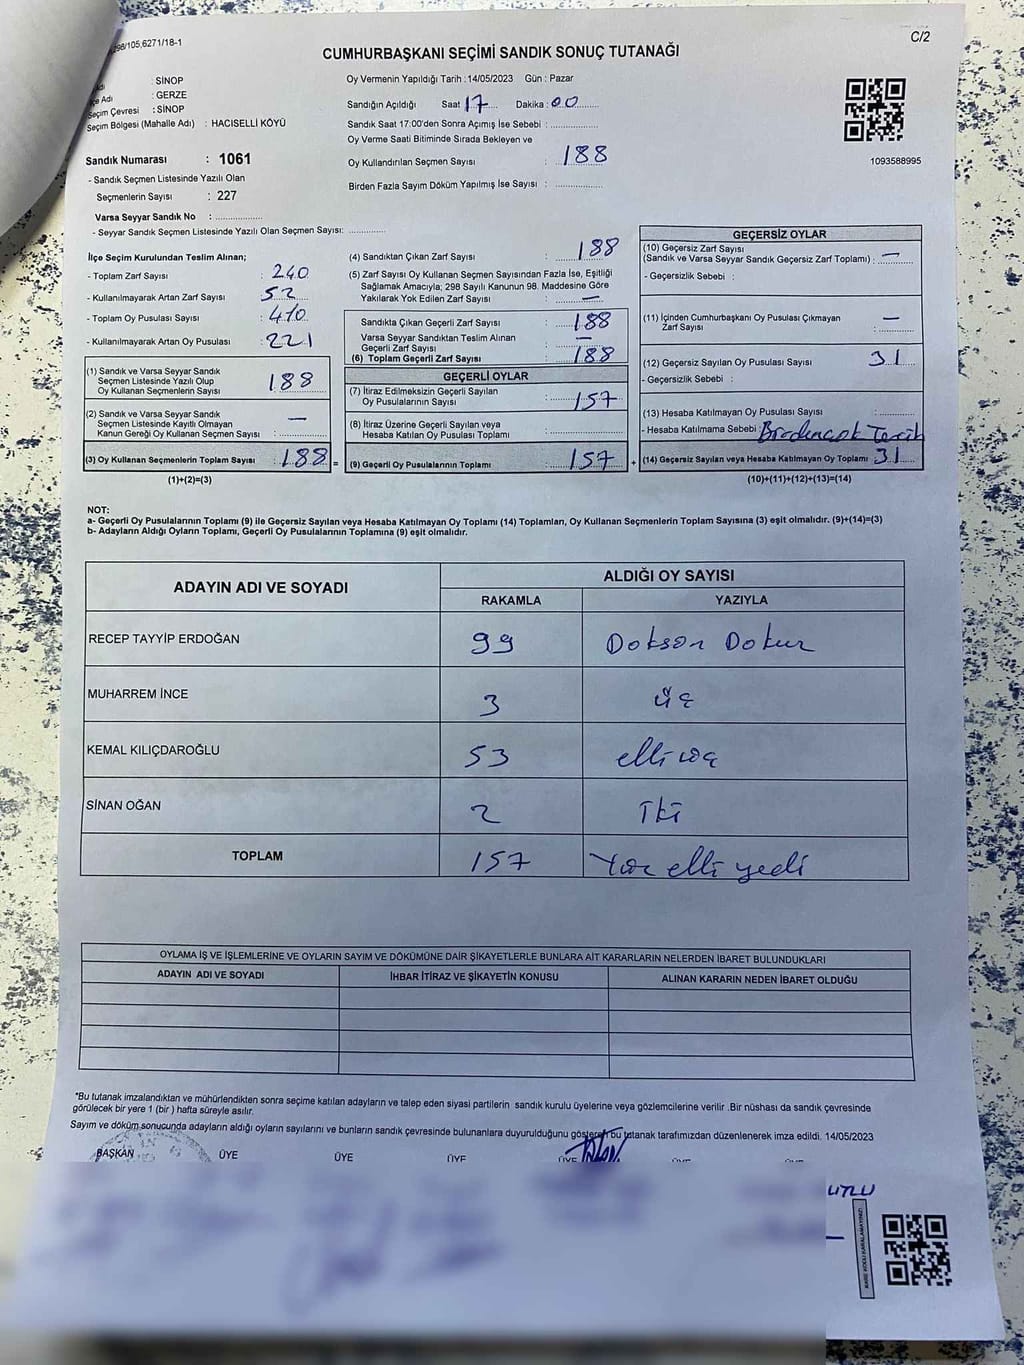 298/105,6271/18-1
C/2
CUMHURBAŞKANI SEÇİMİ SANDIK SONUÇ TUTANAĞI
: SİNOP
İlçe Adı : GERZE
Seçim Çevresi : SİNOP
Seçim Bölgesi (Mahalle Adı) : HACISELLİ KÖYÜ
Sandık Numarası : 1061
- Sandık Seçmen Listesinde Yazılı Olan
Seçmenlerin Sayısı : 227
Varsa Seyyar Sandık No : ..................
- Seyyar Sandık Seçmen Listesinde Yazılı Olan Seçmen Sayısı: ............
Oy Vermenin Yapıldığı Tarih :14/05/2023 Gün : Pazar
Sandığın Açıldığı Saat :17.... Dakika :00......
Sandık Saat 17:00'den Sonra Açımış İse Sebebi : ................
Oy Verme Saati Bitiminde Sırada Bekleyen ve
Oy Kullandırılan Seçmen Sayısı : 188
Birden Fazla Sayım Döküm Yapılmış İse Sayısı : ................
1093588995
İlçe Seçim Kurulundan Teslim Alınan;
- Toplam Zarf Sayısı : 240
- Kullanılmayarak Artan Zarf Sayısı : 52
- Toplam Oy Pusulası Sayısı : 410
- Kullanılmayarak Artan Oy Pusulası : 221
(1) Sandık ve Varsa Seyyar Sandık
Seçmen Listesinde Yazılı Olup
Oy Kullanan Seçmenlerin Sayısı : 188
(2) Sandık ve Varsa Seyyar Sandık
Seçmen Listesinde Kayıtlı Olmayan
Kanun Gereği Oy Kullanan Seçmen Sayısı : —
(3) Oy Kullanan Seçmenlerin Toplam Sayısı : 188 =
(1)+(2)=(3)
(4) Sandıktan Çıkan Zarf Sayısı : 188
(5) Zarf Sayısı Oy Kullanan Seçmen Sayısından Fazla İse, Eşitliği
Sağlamak Amacıyla; 298 Sayılı Kanunun 98. Maddesine Göre
Yakılarak Yok Edilen Zarf Sayısı : —
Sandıkta Çıkan Geçerli Zarf Sayısı : 188
Varsa Seyyar Sandıktan Teslim Alınan
Geçerli Zarf Sayısı : —
(6) Toplam Geçerli Zarf Sayısı : 188
GEÇERLİ OYLAR
(7) İtiraz Edilmeksizin Geçerli Sayılan
Oy Pusulalarının Sayısı : 157
(8) İtiraz Üzerine Geçerli Sayılan veya
Hesaba Katılan Oy Pusulası Toplamı :
(9) Geçerli Oy Pusulalarının Toplamı : 157 +
GEÇERSİZ OYLAR
(10) Geçersiz Zarf Sayısı
(Sandık ve Varsa Seyyar Sandık Geçersiz Zarf Toplamı) : —
- Geçersizlik Sebebi :
(11) İçinden Cumhurbaşkanı Oy Pusulası Çıkmayan
Zarf Sayısı : —
(12) Geçersiz Sayılan Oy Pusulası Sayısı : 31
- Geçersizlik Sebebi :
(13) Hesaba Katılmayan Oy Pusulası Sayısı :
- Hesaba Katılmama Sebebi : Birdençok Tercih
(14) Geçersiz Sayılan veya Hesaba Katılmayan Oy Toplamı : 31
(10)+(11)+(12)+(13)=(14)
NOT:
a- Geçerli Oy Pusulalarının Toplamı (9) ile Geçersiz Sayılan veya Hesaba Katılmayan Oy Toplamı (14) Toplamları, Oy Kullanan Seçmenlerin Toplam Sayısına (3) eşit olmalıdır. (9)+(14)=(3)
b- Adayların Aldığı Oyların Toplamı, Geçerli Oy Pusulalarının Toplamına (9) eşit olmalıdır.
ADAYIN ADI VE SOYADI ALDIĞI OY SAYISI
RAKAMLA YAZIYLA
RECEP TAYYİP ERDOĞAN 99 Dokson Dokuz
MUHARREM İNCE 3 üç
KEMAL KILIÇDAROĞLU 53 elli üç
SİNAN OĞAN 2 İki
TOPLAM 157 Yüz elli yedi
OYLAMA İŞ VE İŞLEMLERİNE VE OYLARIN SAYIM VE DÖKÜMÜNE DAİR ŞİKAYETLERLE BUNLARA AİT KARARLARIN NELERDEN İBARET BULUNDUKLARI
ADAYIN ADI VE SOYADI İHBAR İTİRAZ VE ŞİKAYETİN KONUSU ALINAN KARARIN NEDEN İBARET OLDUĞU
*Bu tutanak imzalandıktan ve mühürlendikten sonra seçime katılan adayların ve talep eden siyasi partilerin sandık kurulu üyelerine veya gözlemcilerine verilir .Bir nüshası da sandık çevresinde
görülecek bir yere 1 (bir ) hafta süreyle asılır.
Sayım ve döküm sonucunda adayların aldığı oyların sayılarını ve bunların sandık çevresinde bulunanlara duyurulduğunu gösteren bu tutanak tarafımızdan düzenlenerek imza edildi. 14/05/2023
BAŞKAN ÜYE ÜYE ÜYE ÜYE
UTLU